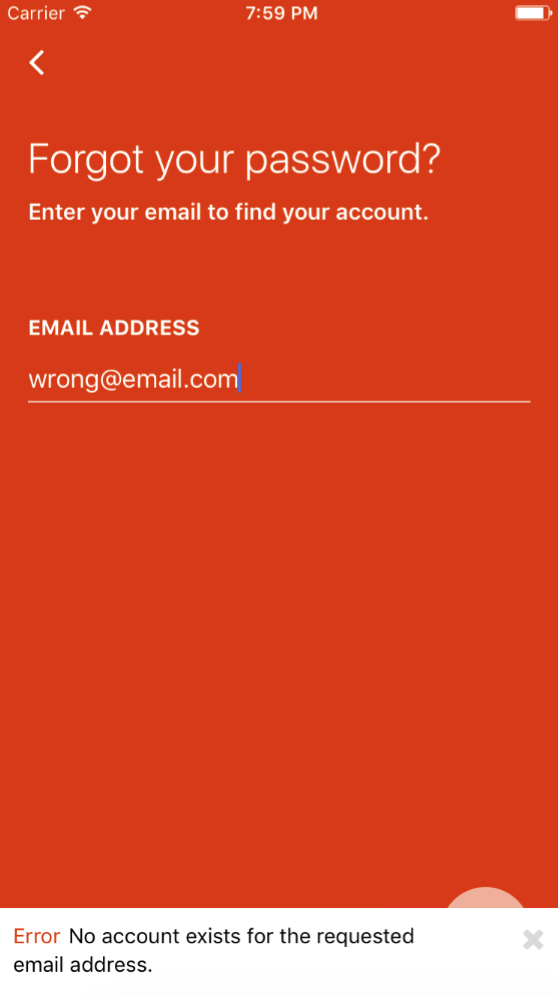 Carrier 7:59 PM
Forgot your password?
Enter your email to find your account.
EMAIL ADDRESS
wrong@email.com
Error No account exists for the requested
email address.